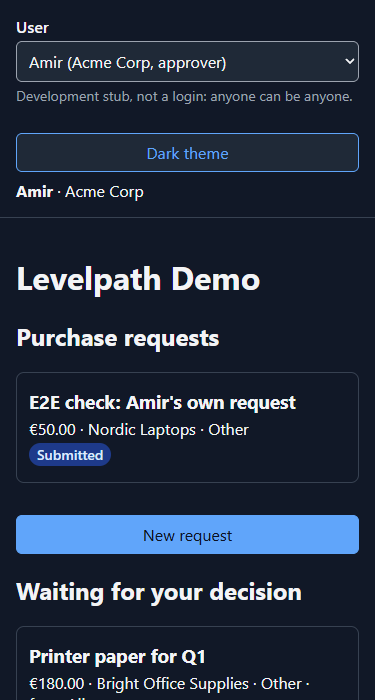 User
Amir (Acme Corp, approver)
Development stub, not a login: anyone can be anyone.
Dark theme
Amir · Acme Corp
Levelpath Demo
Purchase requests
E2E check: Amir's own request
€50.00 · Nordic Laptops · Other
Submitted
New request
Waiting for your decision
Printer paper for Q1
€180.00 · Bright Office Supplies · Other ·